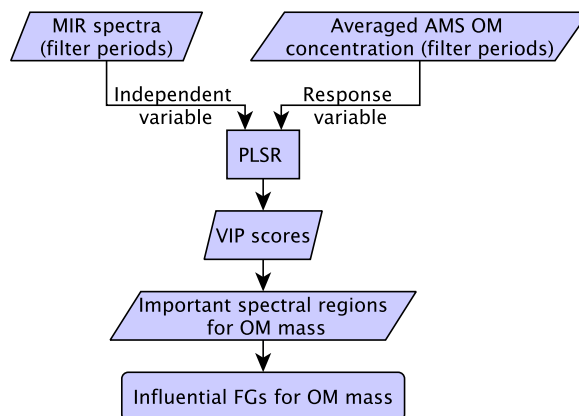 MIR spectra
(filter periods)
Averaged AMS OM
concentration (filter periods)
Independent
variable
Response
variable
PLSR
VIP scores
Important spectral regions
for OM mass
Influential FGs for OM mass